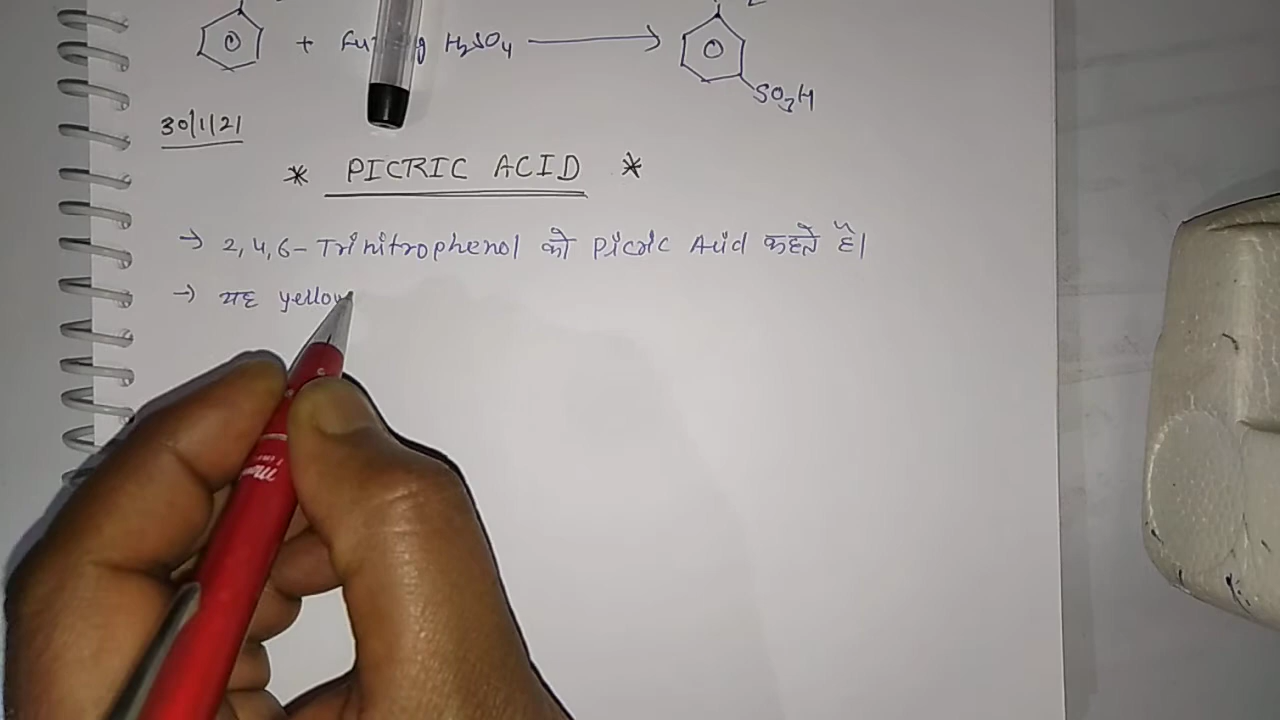 + H₂SO₄ ⟶ SO₃H
30/1/21
* PICRIC ACID *
→ 2,4,6-Trinitrophenol को Picric Acid कहते हैं।
→ यह yellow